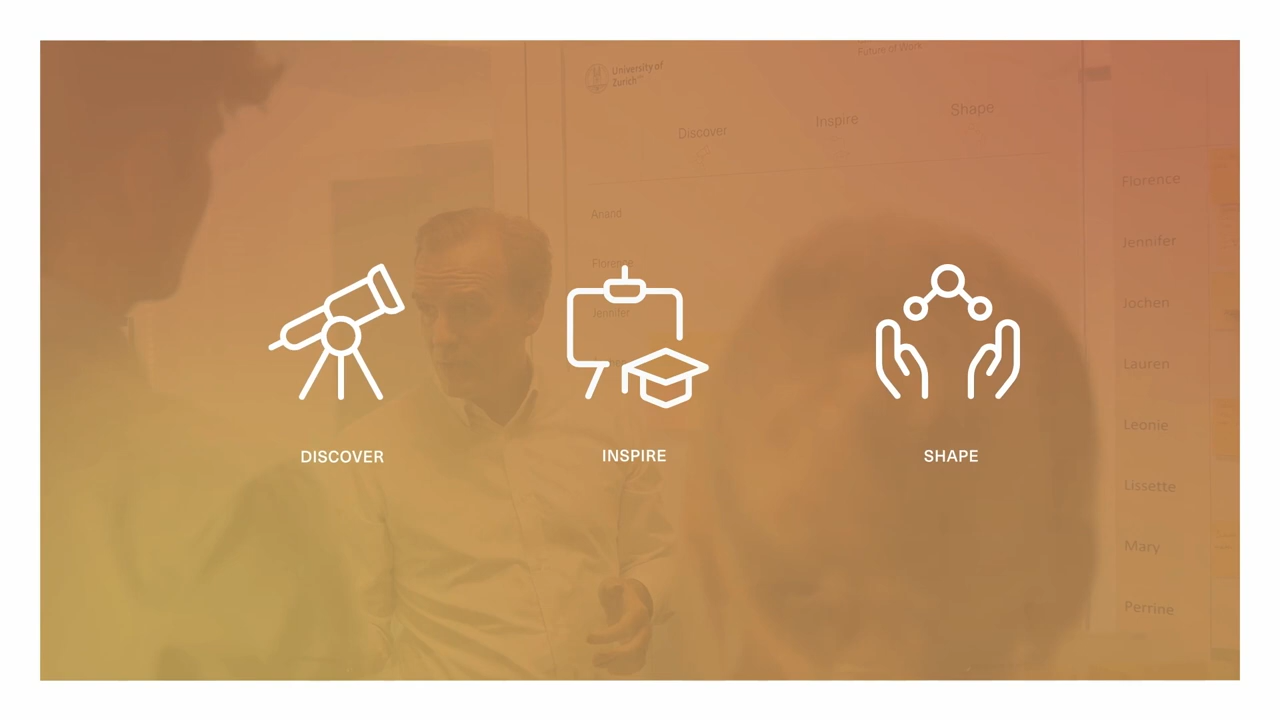 Future of Work
University of
Zurich
Discover
Inspire
Shape
Anand
Florence
Jennifer
Florence
Jennifer
Jochen
Lauren
Leonie
Lissette
Mary
Perrine
DISCOVER
INSPIRE
SHAPE